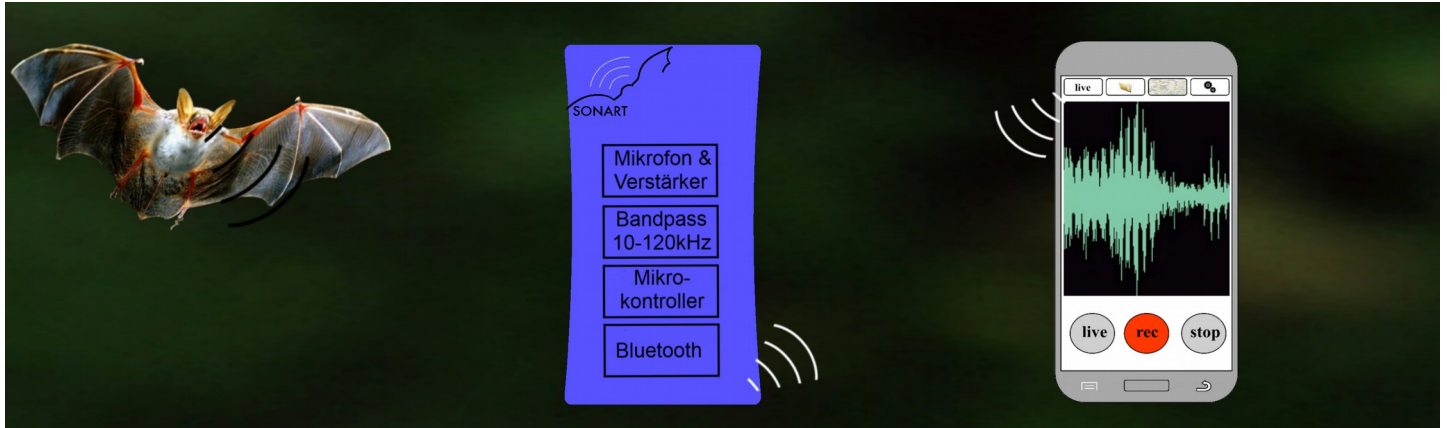 SONART
Mikrofon &
Verstärker
Bandpass
10-120kHz
Mikro-
kontroller
Bluetooth
live
live
rec
stop